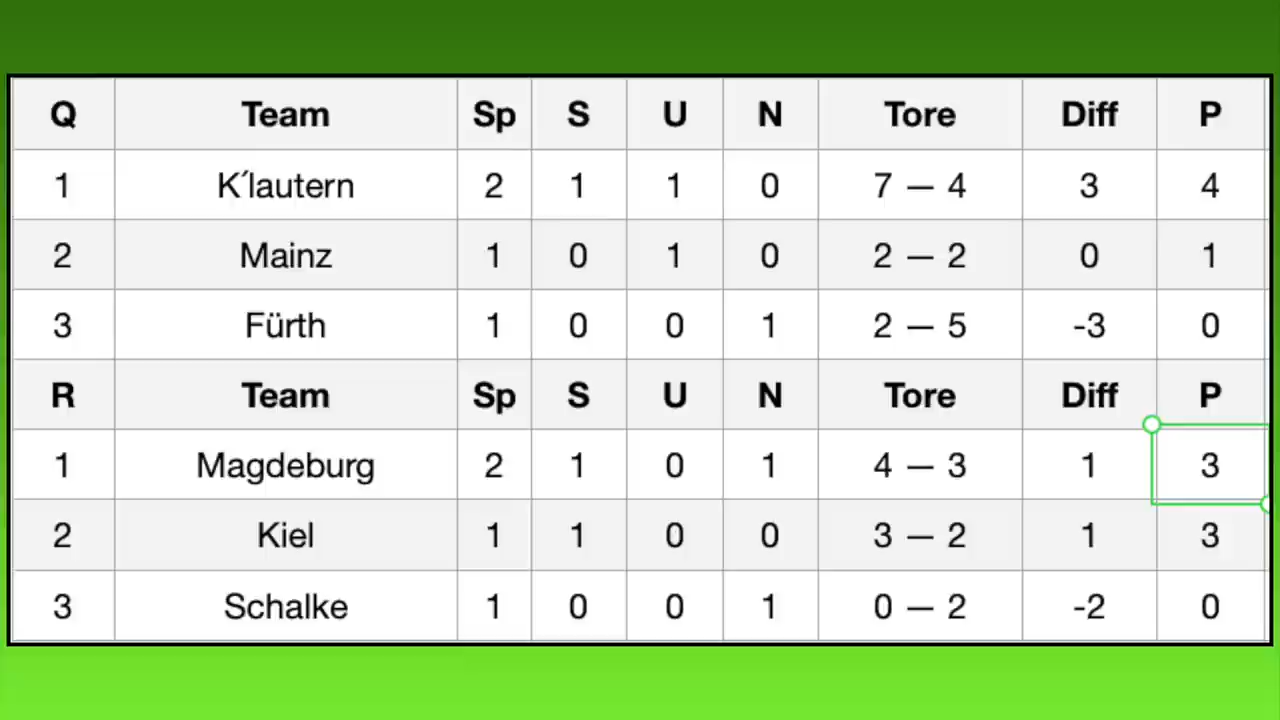 Q Team Sp S U N Tore Diff P
1 K´lautern 2 1 1 0 7 — 4 3 4
2 Mainz 1 0 1 0 2 — 2 0 1
3 Fürth 1 0 0 1 2 — 5 -3 0
R Team Sp S U N Tore Diff P
1 Magdeburg 2 1 0 1 4 — 3 1 3
2 Kiel 1 1 0 0 3 — 2 1 3
3 Schalke 1 0 0 1 0 — 2 -2 0